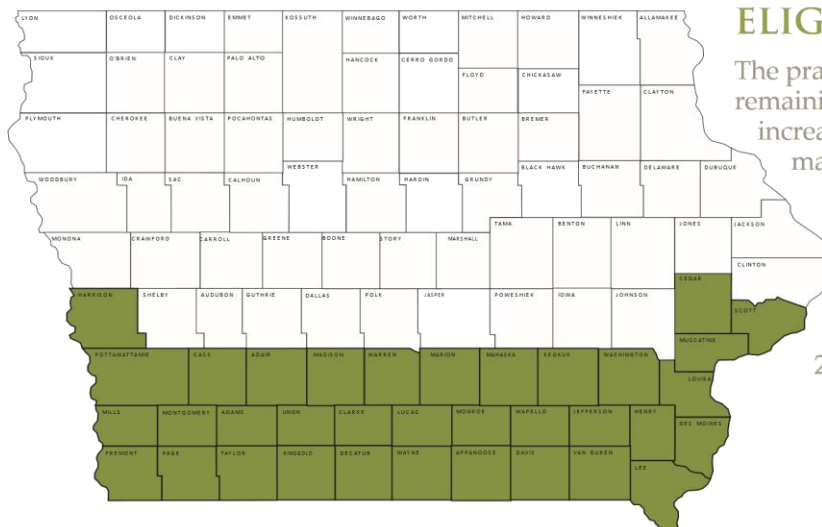 LYON OSCEOLA DICKINSON EMMET KOSSUTH WINNEBAGO WORTH MITCHELL HOWARD WINNESHIEK ALLAMAKEE
SIOUX O'BRIEN CLAY PALO ALTO HANCOCK CERRO GORDO
FLOYD CHICKASAW
FAYETTE CLAYTON
PLYMOUTH CHEROKEE BUENA VISTA POCAHONTAS HUMBOLDT WRIGHT FRANKLIN BUTLER BREMER
WEBSTER BLACK HAWK BUCHANAN DELAWARE DUBUQUE
WOODBURY IDA SAC CALHOUN HAMILTON HARDIN GRUNDY
TAMA BENTON LINN JONES JACKSON
MONONA CRAWFORD CARROLL GREENE BOONE STORY MARSHALL
CLINTON
CEDAR
HARRISON SHELBY AUDUBON GUTHRIE DALLAS POLK JASPER POWESHIEK IOWA JOHNSON
SCOTT
MUSCATINE
POTTAWATTAMIE CASS ADAIR MADISON WARREN MARION MAHASKA KEOKUK WASHINGTON
LOUISA
MILLS MONTGOMERY ADAMS UNION CLARKE LUCAS MONROE WAPELLO JEFFERSON HENRY
DES MOINES
FREMONT PAGE TAYLOR RINGGOLD DECATUR WAYNE APPANOOSE DAVIS VAN BUREN
LEE
ELIG
The pra
remaini
increa
ma
2